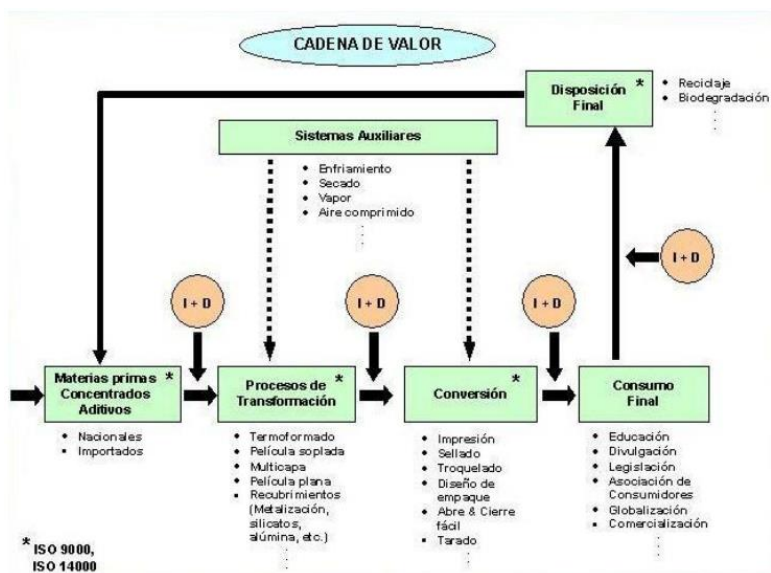 CADENA DE VALOR
Disposición *
Final
• Reciclaje
• Biodegradación
Sistemas Auxiliares
• Enfriamiento
• Secado
• Vapor
• Aire comprimido
I + D
I + D
I + D
I + D
Materias primas *
Concentrados
Aditivos
• Nacionales
• Importados
Procesos de *
Transformación
• Termoformado
• Película soplada
• Multicapa
• Película plana
• Recubrimientos
(Metalización,
silicatos,
alúmina, etc.)
Conversión *
• Impresión
• Sellado
• Troquelado
• Diseño de
empaque
• Abre & Cierre
fácil
• Tarado
Consumo
Final
• Educación
• Divulgación
• Legislación
• Asociación de
Consumidores
• Globalización
• Comercialización
* ISO 9000,
ISO 14000